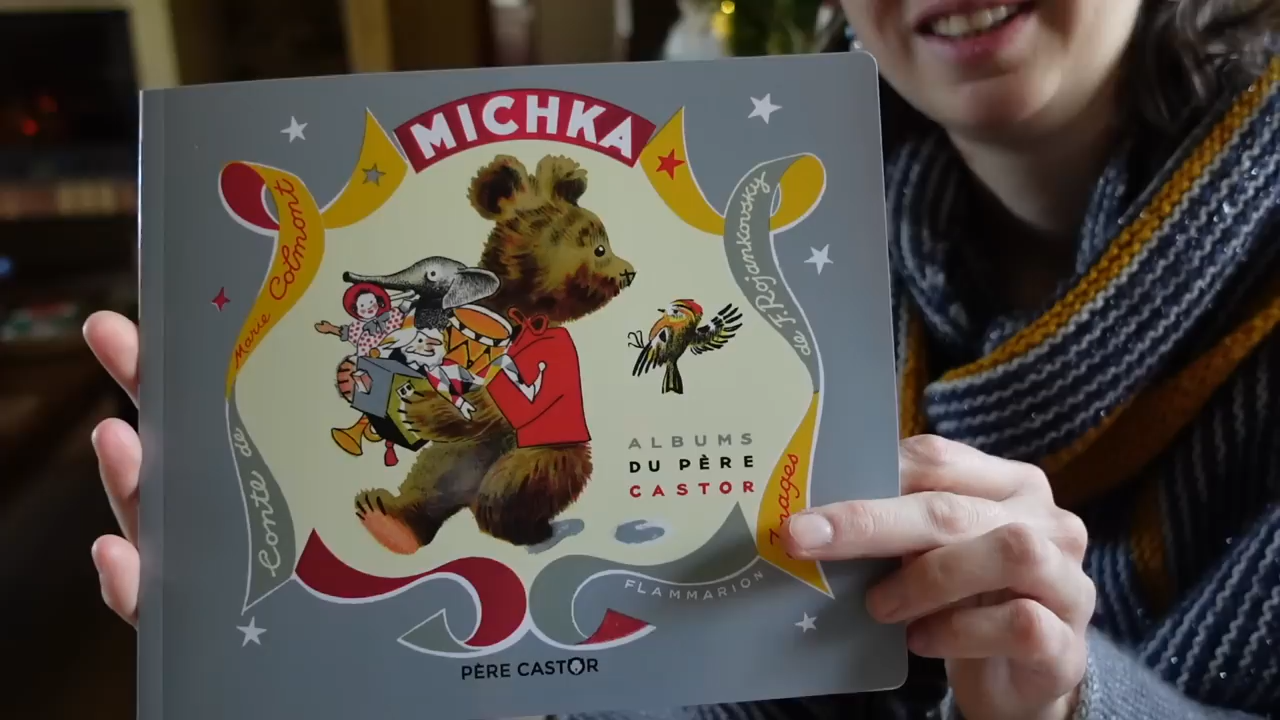 MICHKA
Conte de Marie Colmont
Images de F. Rojankovsky
ALBUMS
DU PÈRE
CASTOR
FLAMMARION
PÈRE CASTOR